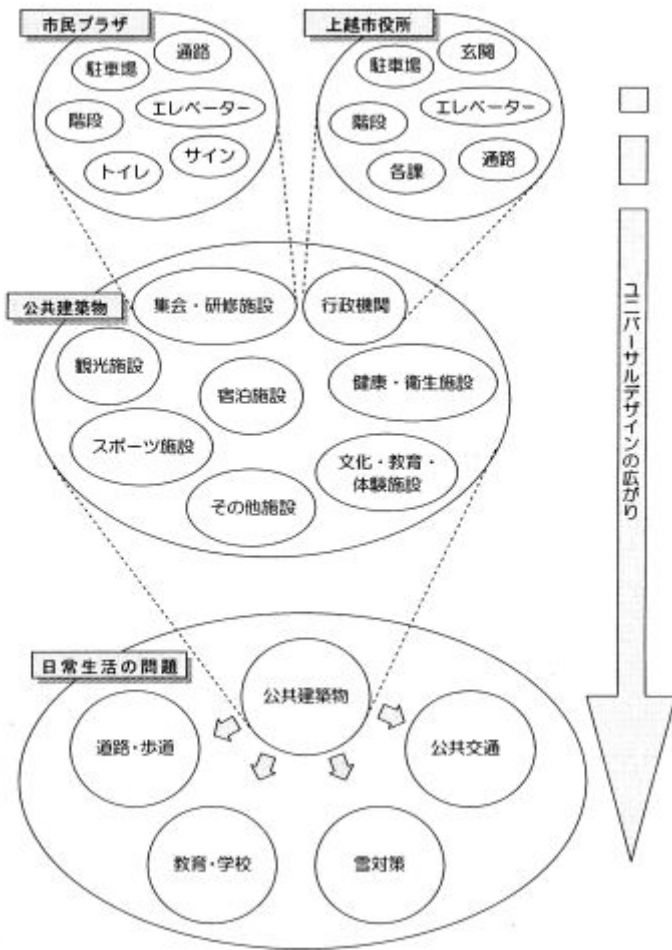 市民プラザ
通路
駐車場
エレベーター
階段
サイン
トイレ
上越市役所
玄関
駐車場
エレベーター
階段
通路
各課
公共建築物
集会・研修施設
行政機関
観光施設
宿泊施設
健康・衛生施設
スポーツ施設
文化・教育・
体験施設
その他施設
日常生活の問題
公共建築物
道路・歩道
公共交通
教育・学校
雪対策
ユニバーサルデザインの広がり